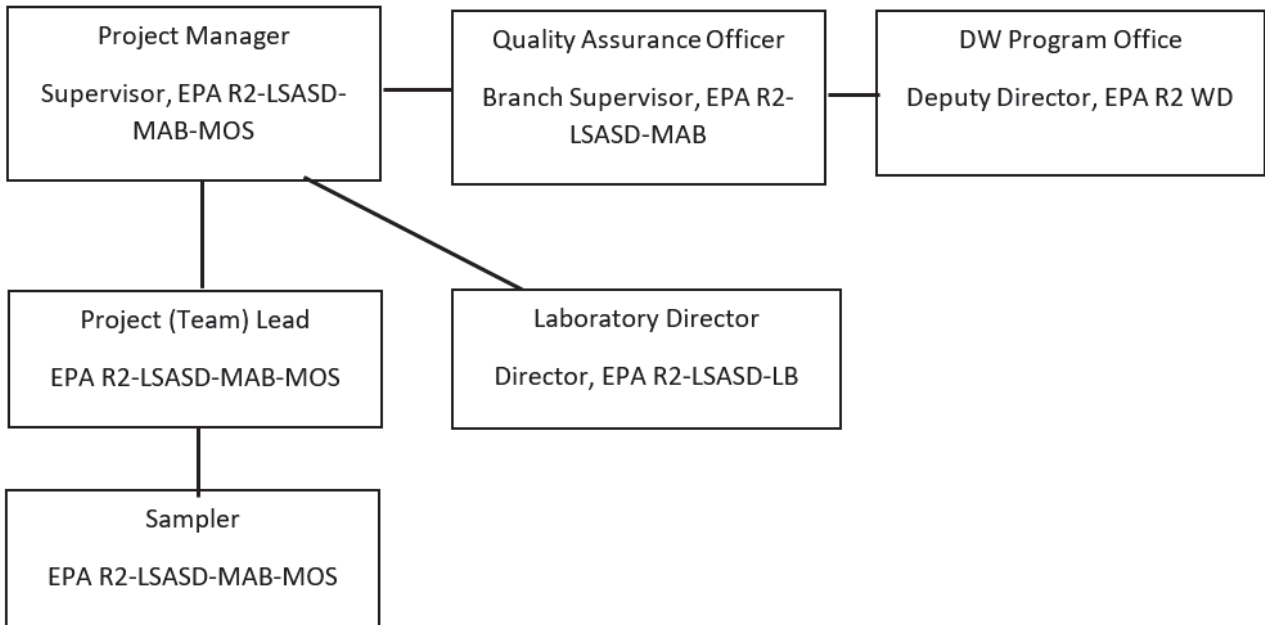 Project Manager
Supervisor, EPA R2-LSASD-
MAB-MOS
Quality Assurance Officer
Branch Supervisor, EPA R2-
LSASD-MAB
DW Program Office
Deputy Director, EPA R2 WD
Project (Team) Lead
EPA R2-LSASD-MAB-MOS
Laboratory Director
Director, EPA R2-LSASD-LB
Sampler
EPA R2-LSASD-MAB-MOS